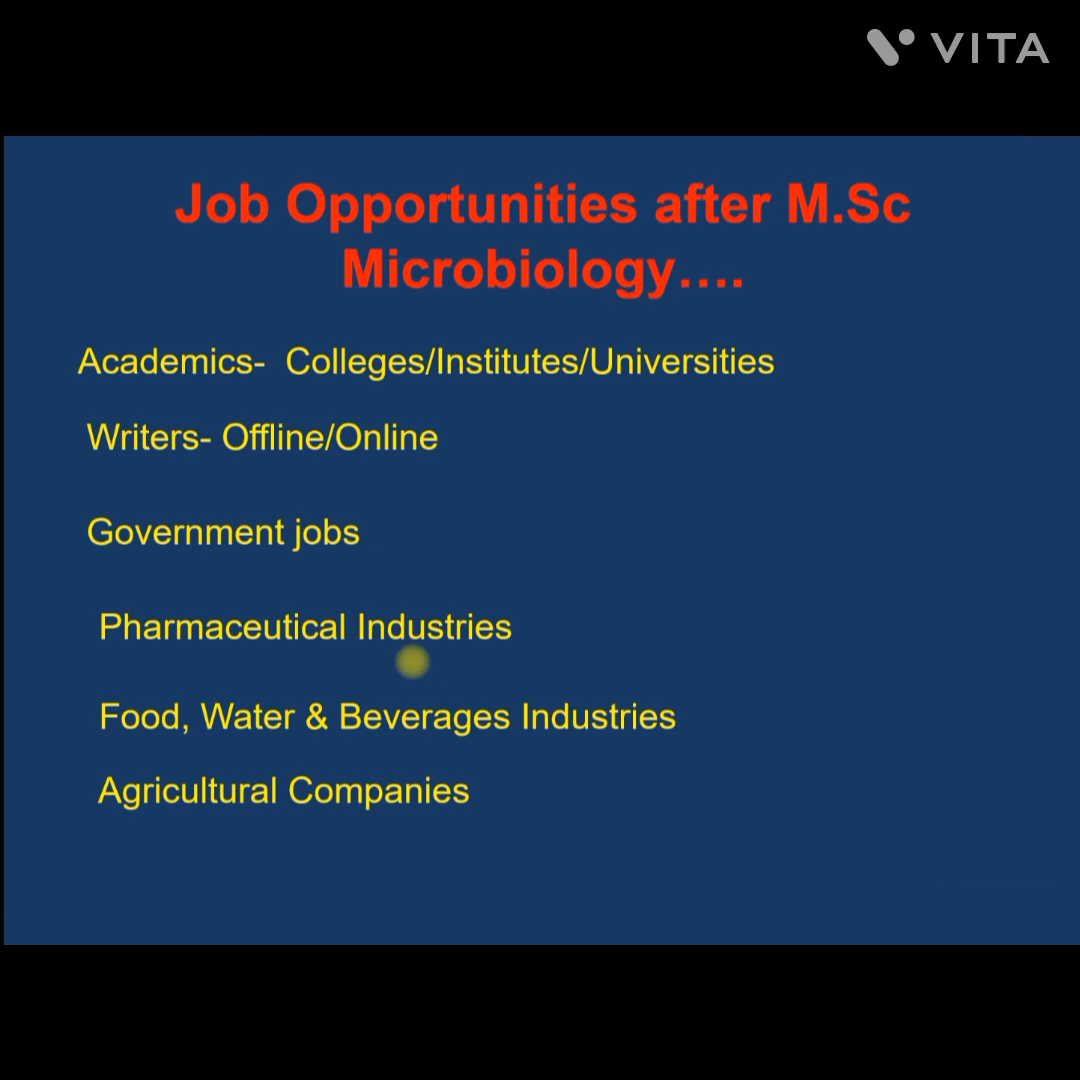 VITA
Job Opportunities after M.Sc
Microbiology....
Academics-  Colleges/Institutes/Universities
Writers- Offline/Online
Government jobs
Pharmaceutical Industries
Food, Water & Beverages Industries
Agricultural Companies